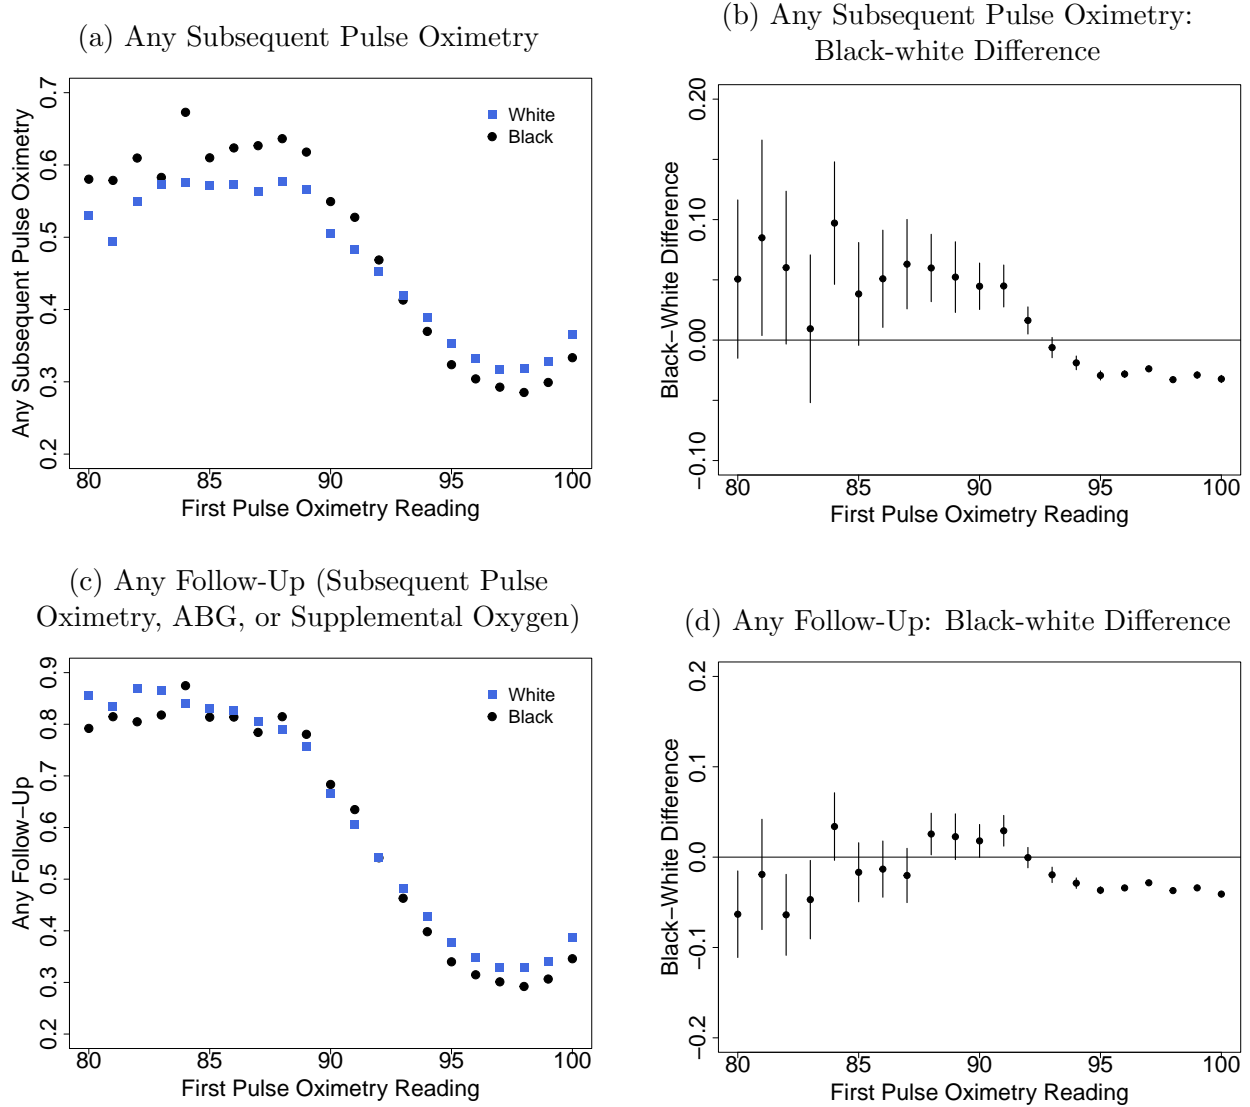 (a) Any Subsequent Pulse Oximetry
Any Subsequent Pulse Oximetry
0.7
0.6
0.5
0.4
0.3
0.2
White
Black
80 85 90 95 100
First Pulse Oximetry Reading
(b) Any Subsequent Pulse Oximetry:
Black-white Difference
Black−White Difference
0.20
0.10
0.00
−0.10
80 85 90 95 100
First Pulse Oximetry Reading
(c) Any Follow-Up (Subsequent Pulse
Oximetry, ABG, or Supplemental Oxygen)
Any Follow−Up
0.9
0.8
0.7
0.6
0.5
0.4
0.3
0.2
White
Black
80 85 90 95 100
First Pulse Oximetry Reading
(d) Any Follow-Up: Black-white Difference
Black−White Difference
0.2
0.1
0.0
−0.1
−0.2
80 85 90 95 100
First Pulse Oximetry Reading